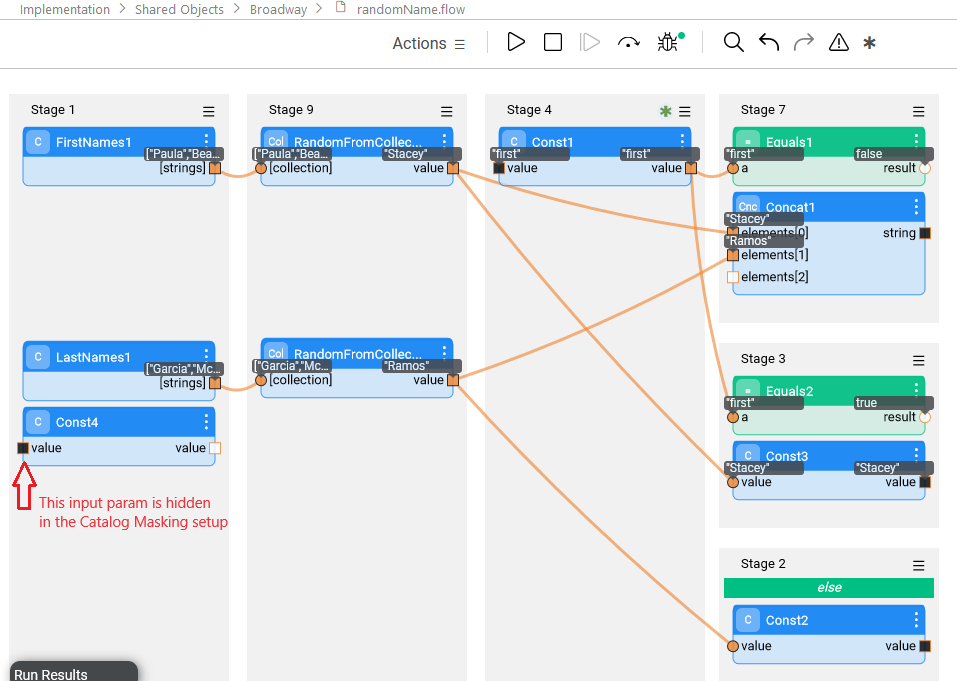 Implementation > Shared Objects > Broadway > randomName.flow
Actions
Stage 1
FirstNames1
["Paula","Bea...
[strings]
LastNames1
["Garcia","Mc...
[strings]
Const4
value value
This input param is hidden
in the Catalog Masking setup
Run Results
Stage 9
Col RandomFromCollec...
["Paula","Bea... "Stacey"
[collection] value
Col RandomFromCollec...
["Garcia","Mc... "Ramos"
[collection] value
Stage 4
C Const1
"first" "first"
value value
Stage 7
= Equals1
"first" false
a result
Cnc Concat1
"Stacey"
elements[0] string
"Ramos"
elements[1]
elements[2]
Stage 3
= Equals2
"first" true
a result
C Const3
"Stacey" "Stacey"
value value
Stage 2
else
C Const2
value value